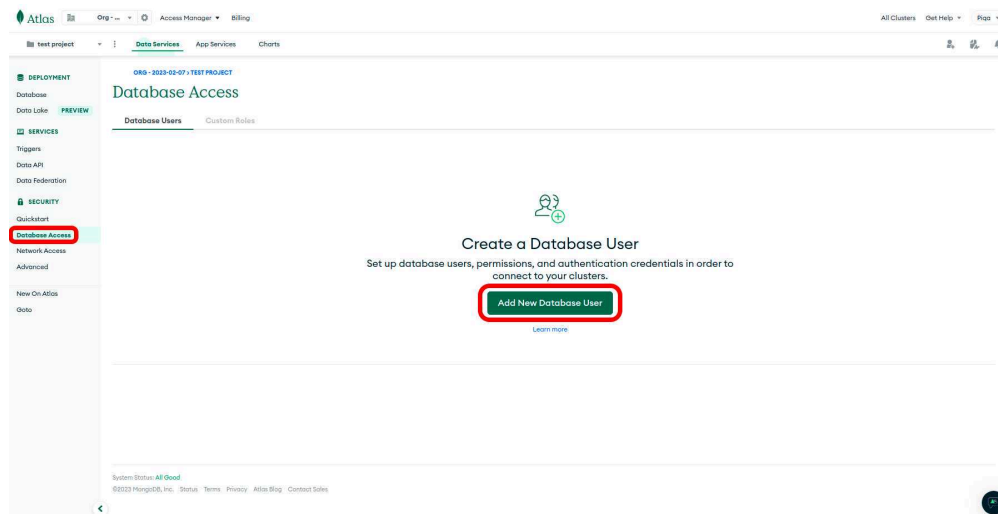 Atlas Org - ... Access Manager Billing All Clusters Get Help Piqa
test project Data Services App Services Charts
DEPLOYMENT
Database
Data Lake PREVIEW
SERVICES
Triggers
Data API
Data Federation
SECURITY
Quickstart
Database Access
Network Access
Advanced
New On Atlas
Goto
ORG - 2023-02-07 > TEST PROJECT
Database Access
Database Users Custom Roles
Create a Database User
Set up database users, permissions, and authentication credentials in order to
connect to your clusters.
Add New Database User
Learn more
System Status: All Good
©2023 MongoDB, Inc. Status Terms Privacy Atlas Blog Contact Sales